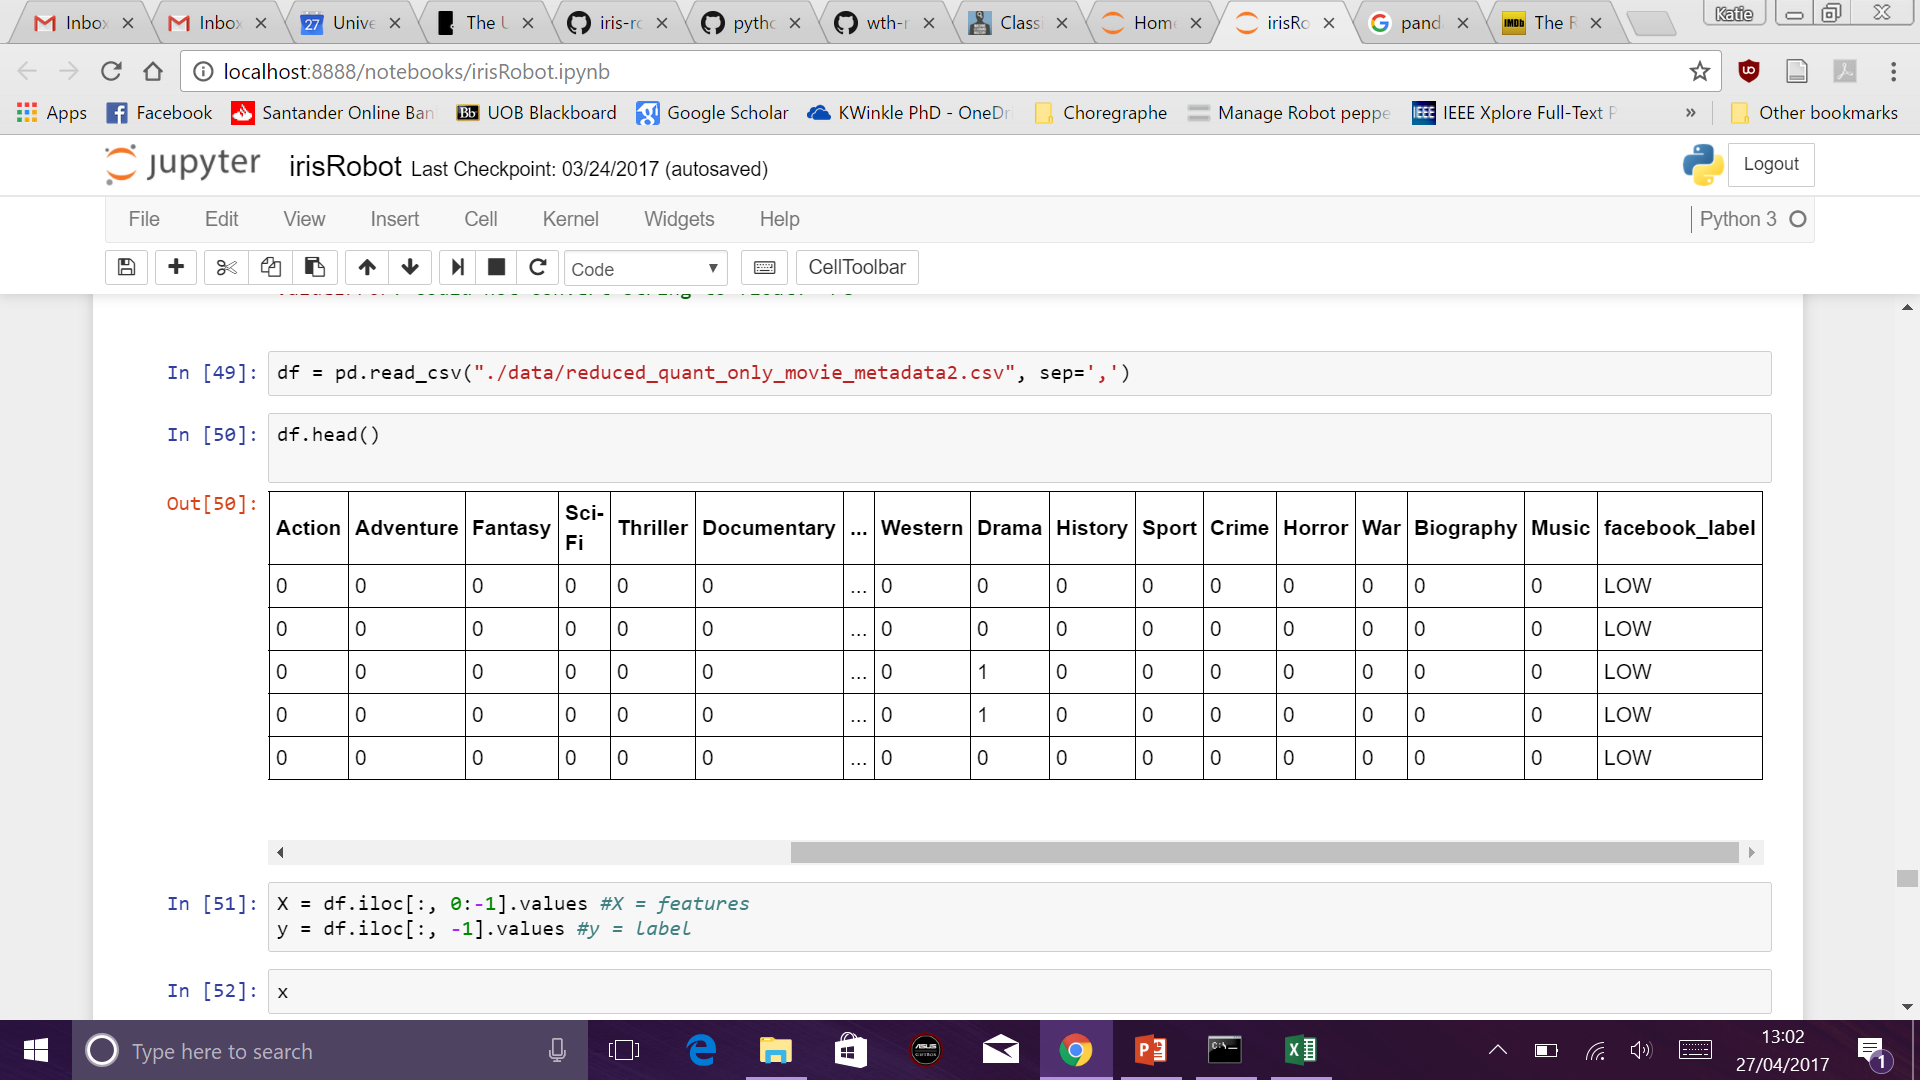 Inbox
Inbox
27 Unive
The U
iris-ro
pytho
wth-r
Classi
Home
irisRo
pand
IMDb The R
Katie
localhost:8888/notebooks/irisRobot.ipynb
Apps
Facebook
Santander Online Ban
Bb UOB Blackboard
Google Scholar
KWinkle PhD - OneDri
Choregraphe
Manage Robot peppe
IEEE IEEE Xplore Full-Text P
»
Other bookmarks
jupyter irisRobot Last Checkpoint: 03/24/2017 (autosaved)
Logout
File Edit View Insert Cell Kernel Widgets Help
Python 3
Code
CellToolbar
In [49]: df = pd.read_csv("./data/reduced_quant_only_movie_metadata2.csv", sep=',')
In [50]: df.head()
Out[50]:
Action Adventure Fantasy Sci-Fi Thriller Documentary ... Western Drama History Sport Crime Horror War Biography Music facebook_label
0 0 0 0 0 0 ... 0 0 0 0 0 0 0 0 0 LOW
0 0 0 0 0 0 ... 0 0 0 0 0 0 0 0 0 LOW
0 0 0 0 0 0 ... 0 1 0 0 0 0 0 0 0 LOW
0 0 0 0 0 0 ... 0 1 0 0 0 0 0 0 0 LOW
0 0 0 0 0 0 ... 0 0 0 0 0 0 0 0 0 LOW
In [51]: X = df.iloc[:, 0:-1].values #X = features
y = df.iloc[:, -1].values #y = label
In [52]: x
Type here to search
13:02
27/04/2017
1